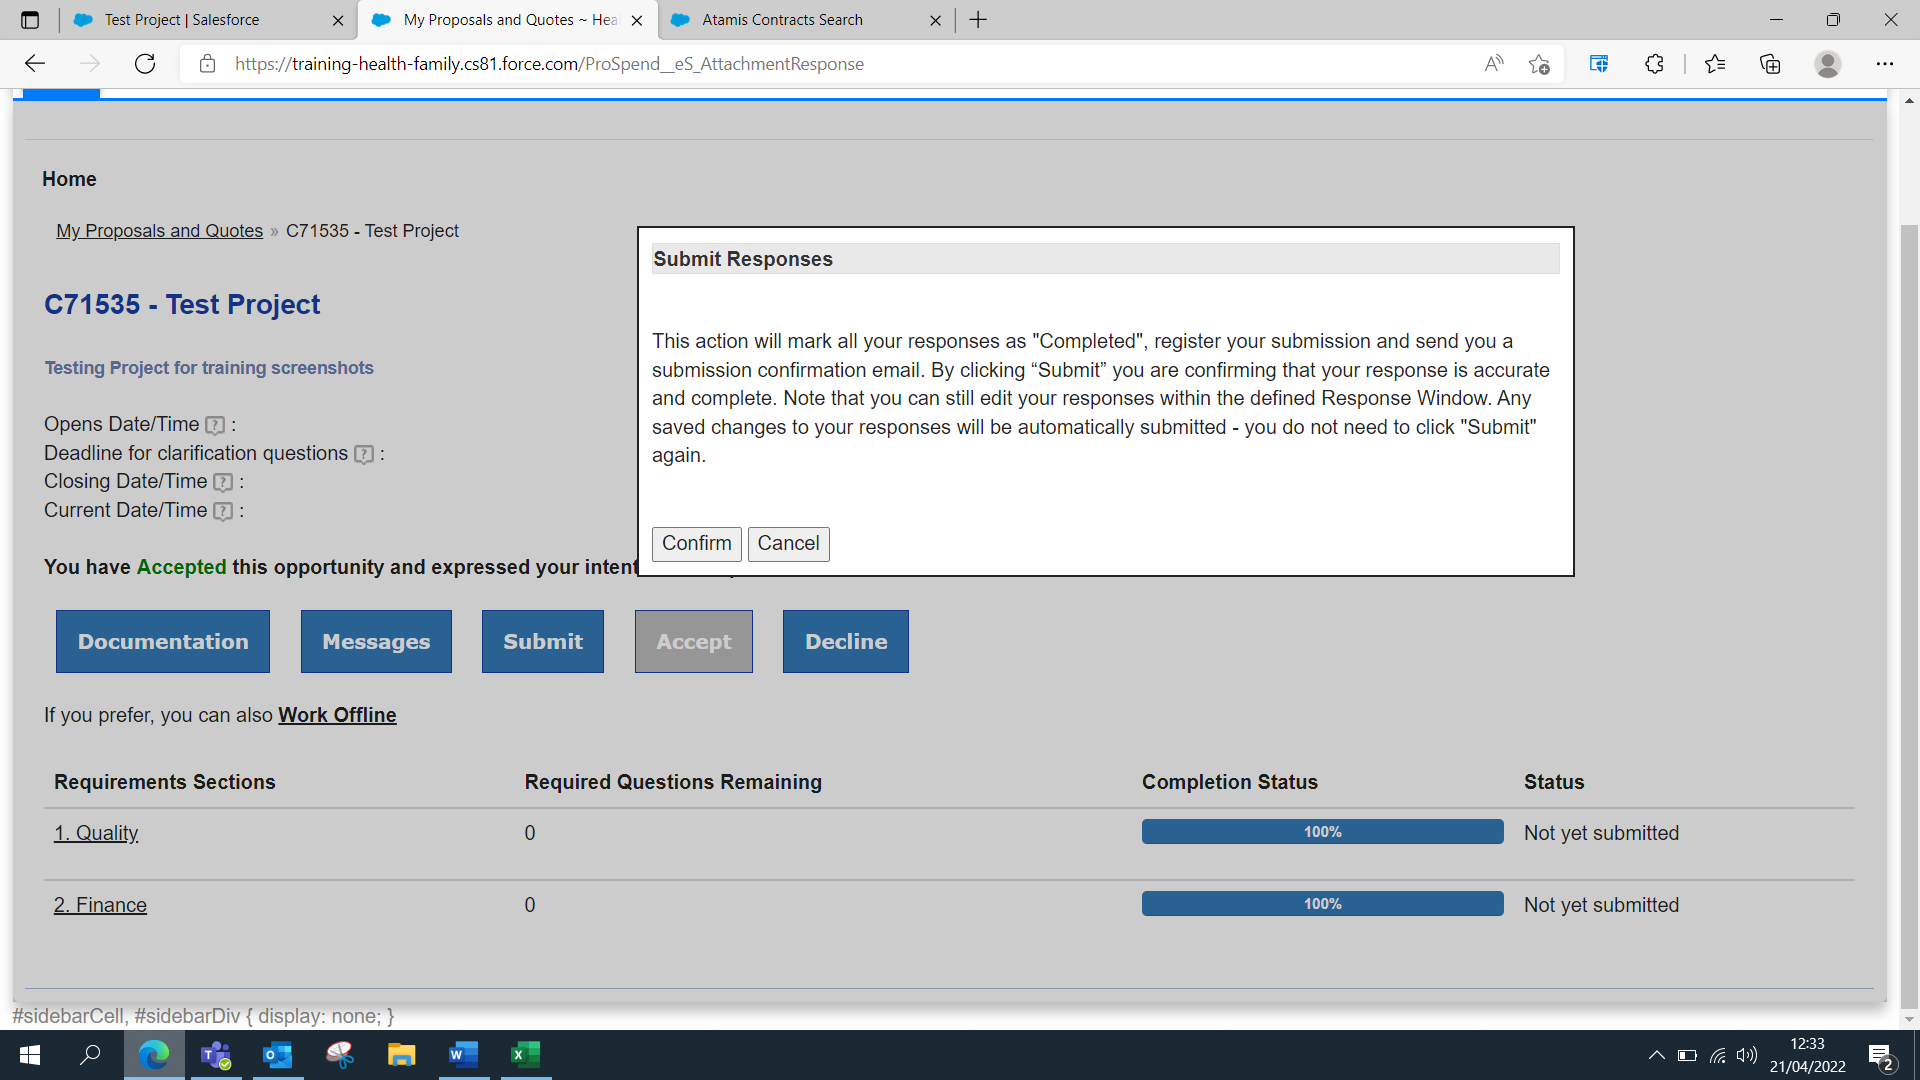 Test Project | Salesforce
My Proposals and Quotes ~ Hea
Atamis Contracts Search
https://training-health-family.cs81.force.com/ProSpend__eS_AttachmentResponse
Home
My Proposals and Quotes » C71535 - Test Project
C71535 - Test Project
Testing Project for training screenshots
Opens Date/Time ? :
Deadline for clarification questions ? :
Closing Date/Time ? :
Current Date/Time ? :
You have Accepted this opportunity and expressed your intent
Submit Responses
This action will mark all your responses as "Completed", register your submission and send you a
submission confirmation email. By clicking “Submit” you are confirming that your response is accurate
and complete. Note that you can still edit your responses within the defined Response Window. Any
saved changes to your responses will be automatically submitted - you do not need to click "Submit"
again.
Confirm Cancel
Documentation Messages Submit Accept Decline
If you prefer, you can also Work Offline
Requirements Sections Required Questions Remaining Completion Status Status
1. Quality 0 100% Not yet submitted
2. Finance 0 100% Not yet submitted
#sidebarCell, #sidebarDiv { display: none; }
12:33
21/04/2022
2